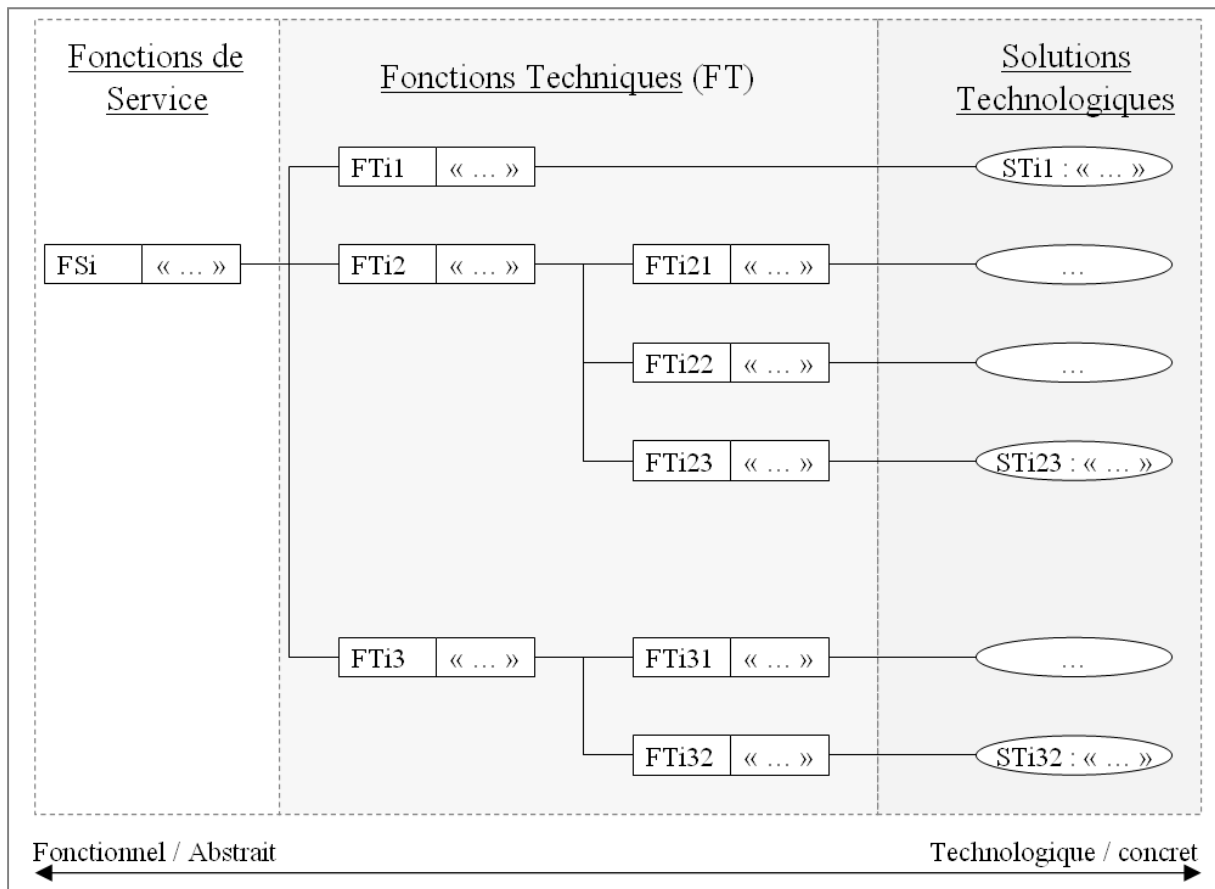 Fonctions de
Service
Fonctions Techniques (FT)
Solutions
Technologiques
FTi1 « ... » STi1 : « ... »
FSi « ... » FTi2 « ... » FTi21 « ... » ...
FTi22 « ... » ...
FTi23 « ... » STi23 : « ... »
FTi3 « ... » FTi31 « ... » ...
FTi32 « ... » STi32 : « ... »
Fonctionnel / Abstrait Technologique / concret